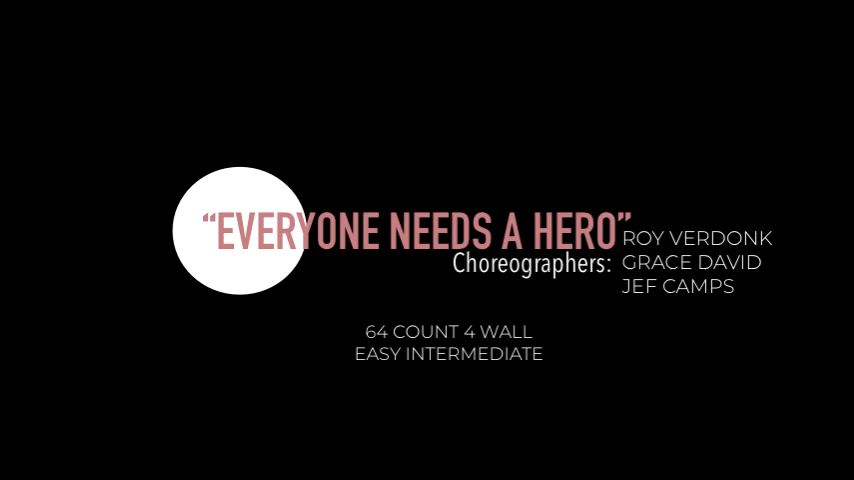 “EVERYONE NEEDS A HERO”
Choreographers:
ROY VERDONK
GRACE DAVID
JEF CAMPS
64 COUNT 4 WALL
EASY INTERMEDIATE